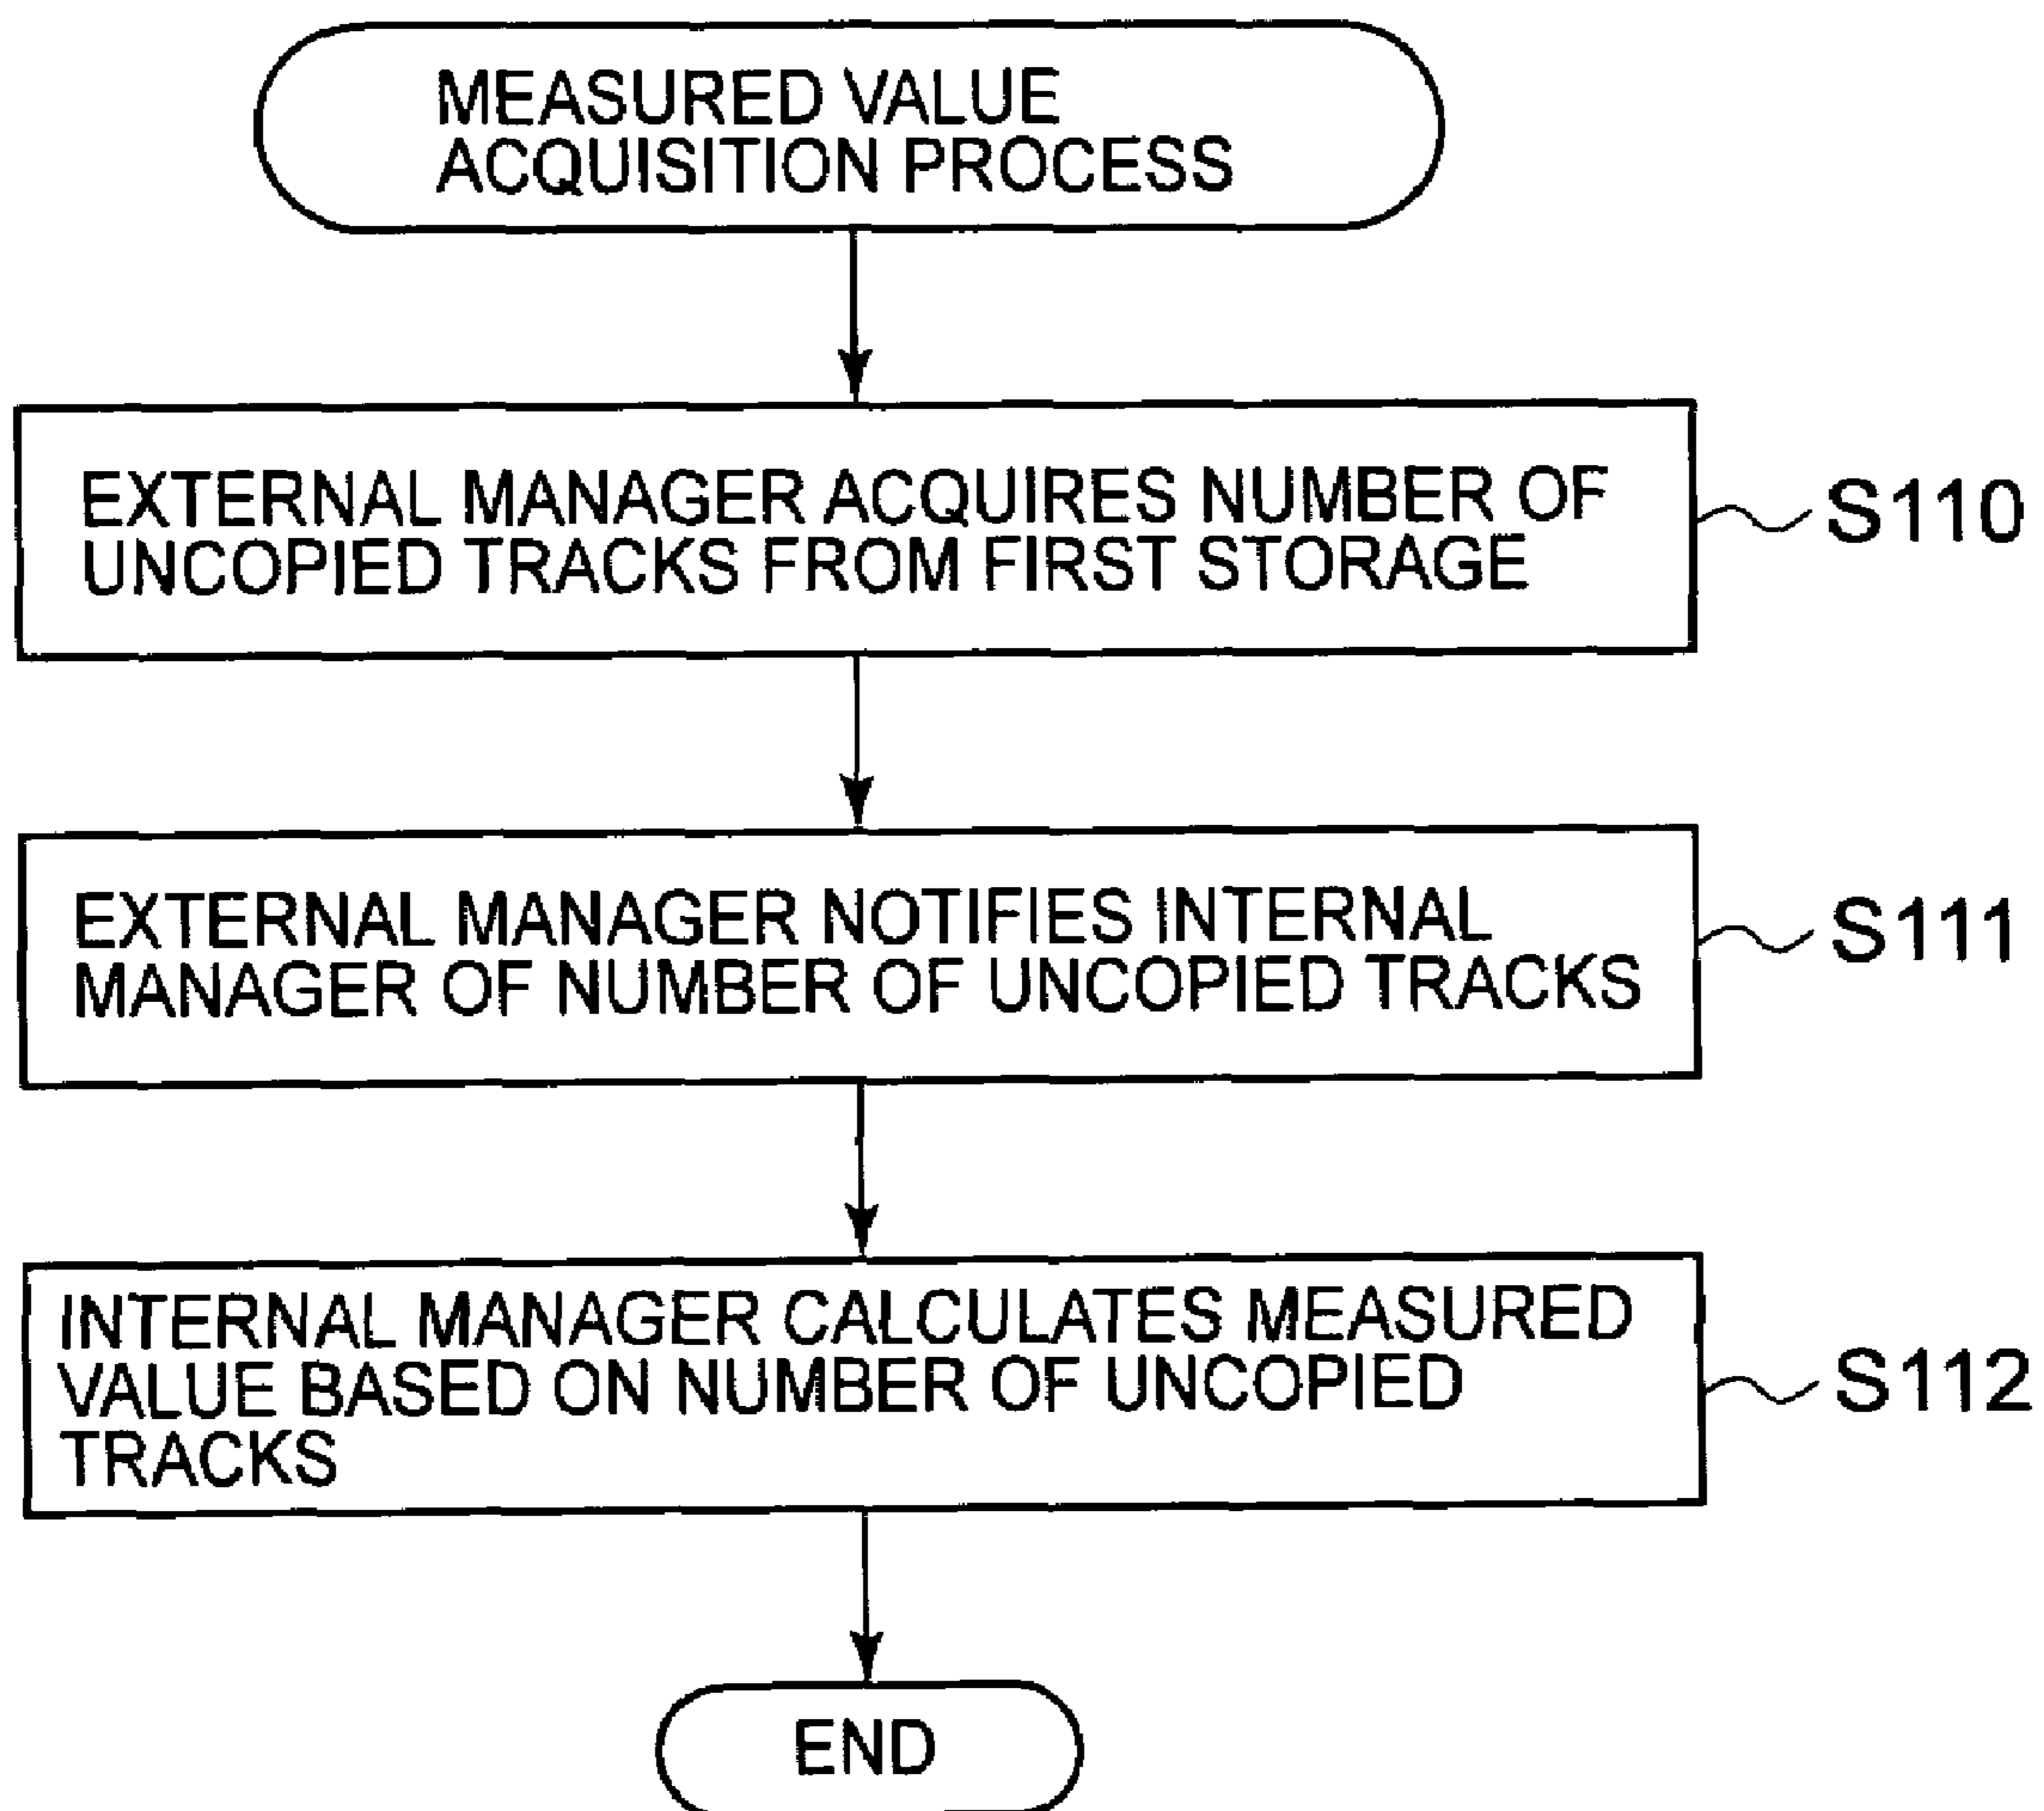 MEASURED VALUE
ACQUISITION PROCESS
EXTERNAL MANAGER ACQUIRES NUMBER OF
UNCOPIED TRACKS FROM FIRST STORAGE
S110
EXTERNAL MANAGER NOTIFIES INTERNAL
MANAGER OF NUMBER OF UNCOPIED TRACKS
S111
INTERNAL MANAGER CALCULATES MEASURED
VALUE BASED ON NUMBER OF UNCOPIED
TRACKS
S112
END